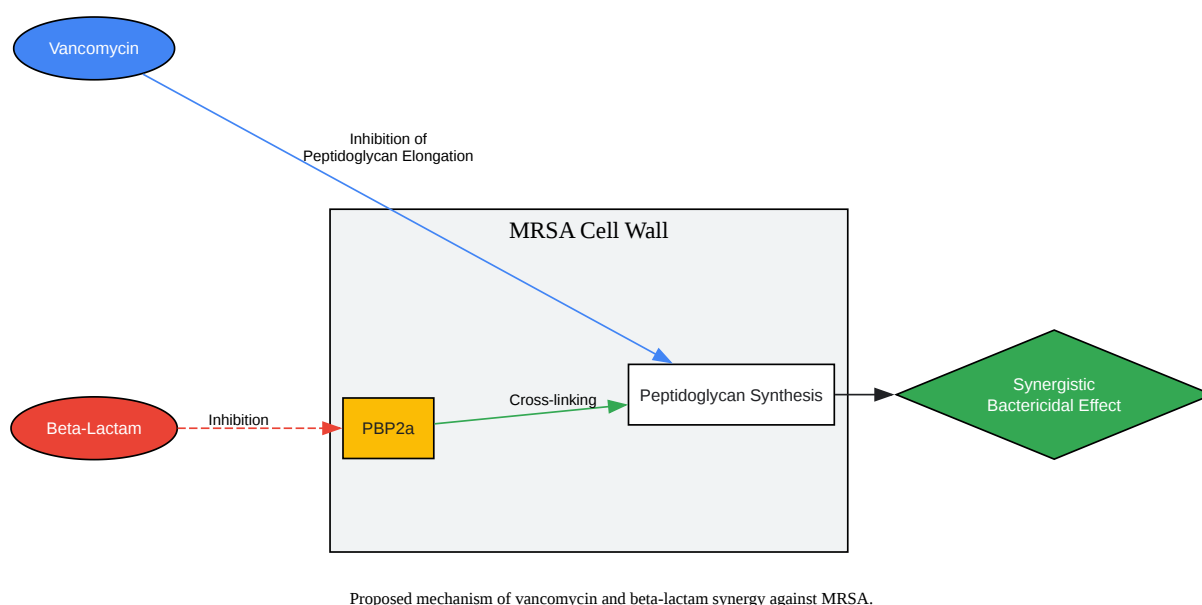 Vancomycin
Inhibition of
Peptidoglycan Elongation
MRSA Cell Wall
Beta-Lactam
Inhibition
PBP2a
Cross-linking
Peptidoglycan Synthesis
Synergistic
Bactericidal Effect
Proposed mechanism of vancomycin and beta-lactam synergy against MRSA.